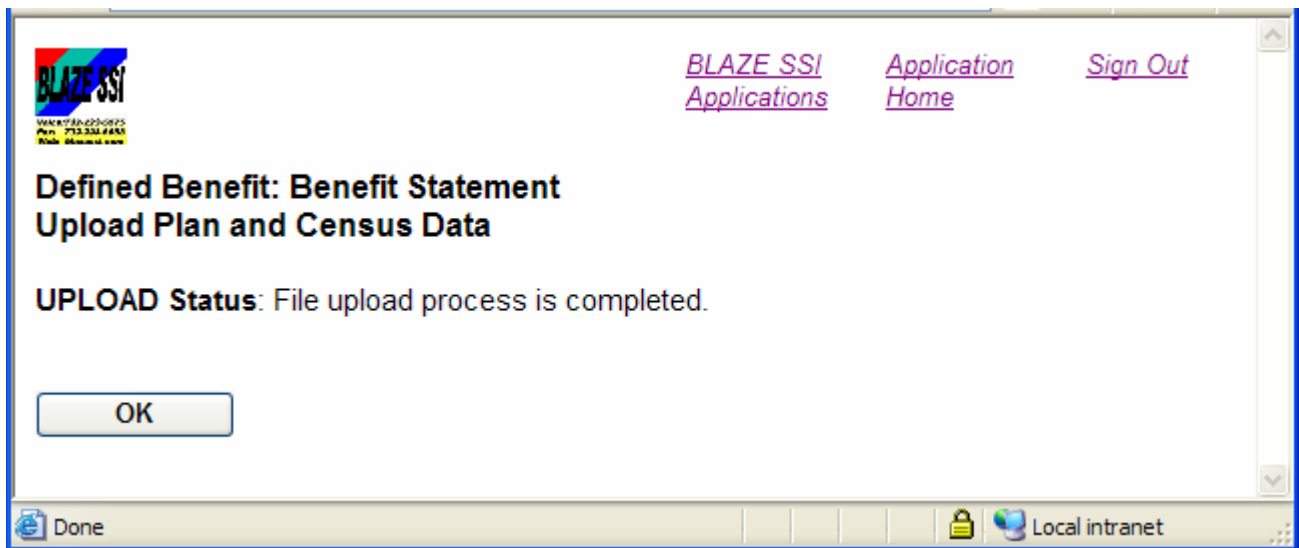 BLAZE SSI
BLAZE SSI Applications
Application Home
Sign Out
Defined Benefit: Benefit Statement
Upload Plan and Census Data
UPLOAD Status: File upload process is completed.
OK
Done
Local intranet